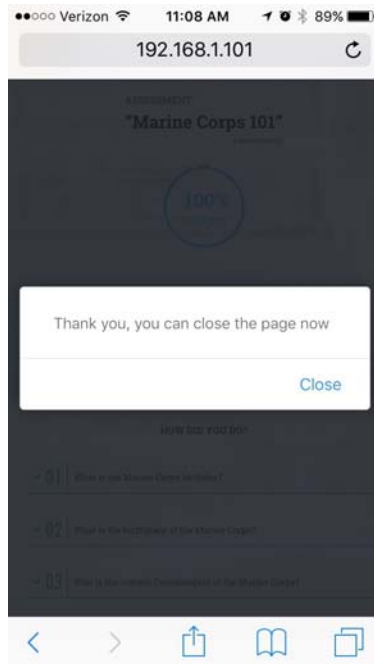 Verizon 11:08 AM 89%
192.168.1.101
ASSESSMENT
"Marine Corps 101"
100%
Thank you, you can close the page now
Close
HOW DID YOU DO?
01 What is the Marine Corps birthday?
02 What is the birthplace of the Marine Corps?
03 Who is the current Commandant of the Marine Corps?